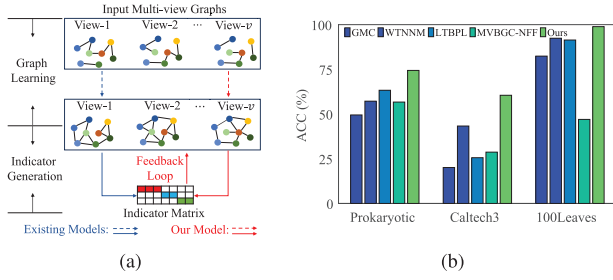 Input Multi-view Graphs
View-1 View-2 ... View-v
Graph
Learning
View-1 View-2 ... View-v
Indicator
Generation
Feedback
Loop
Indicator Matrix
Existing Models: Our Model:
(a)
GMC WTNNM LTBPL MVBGC-NFF Ours
ACC (%)
100
75
50
25
0
Prokaryotic Caltech3 100Leaves
(b)